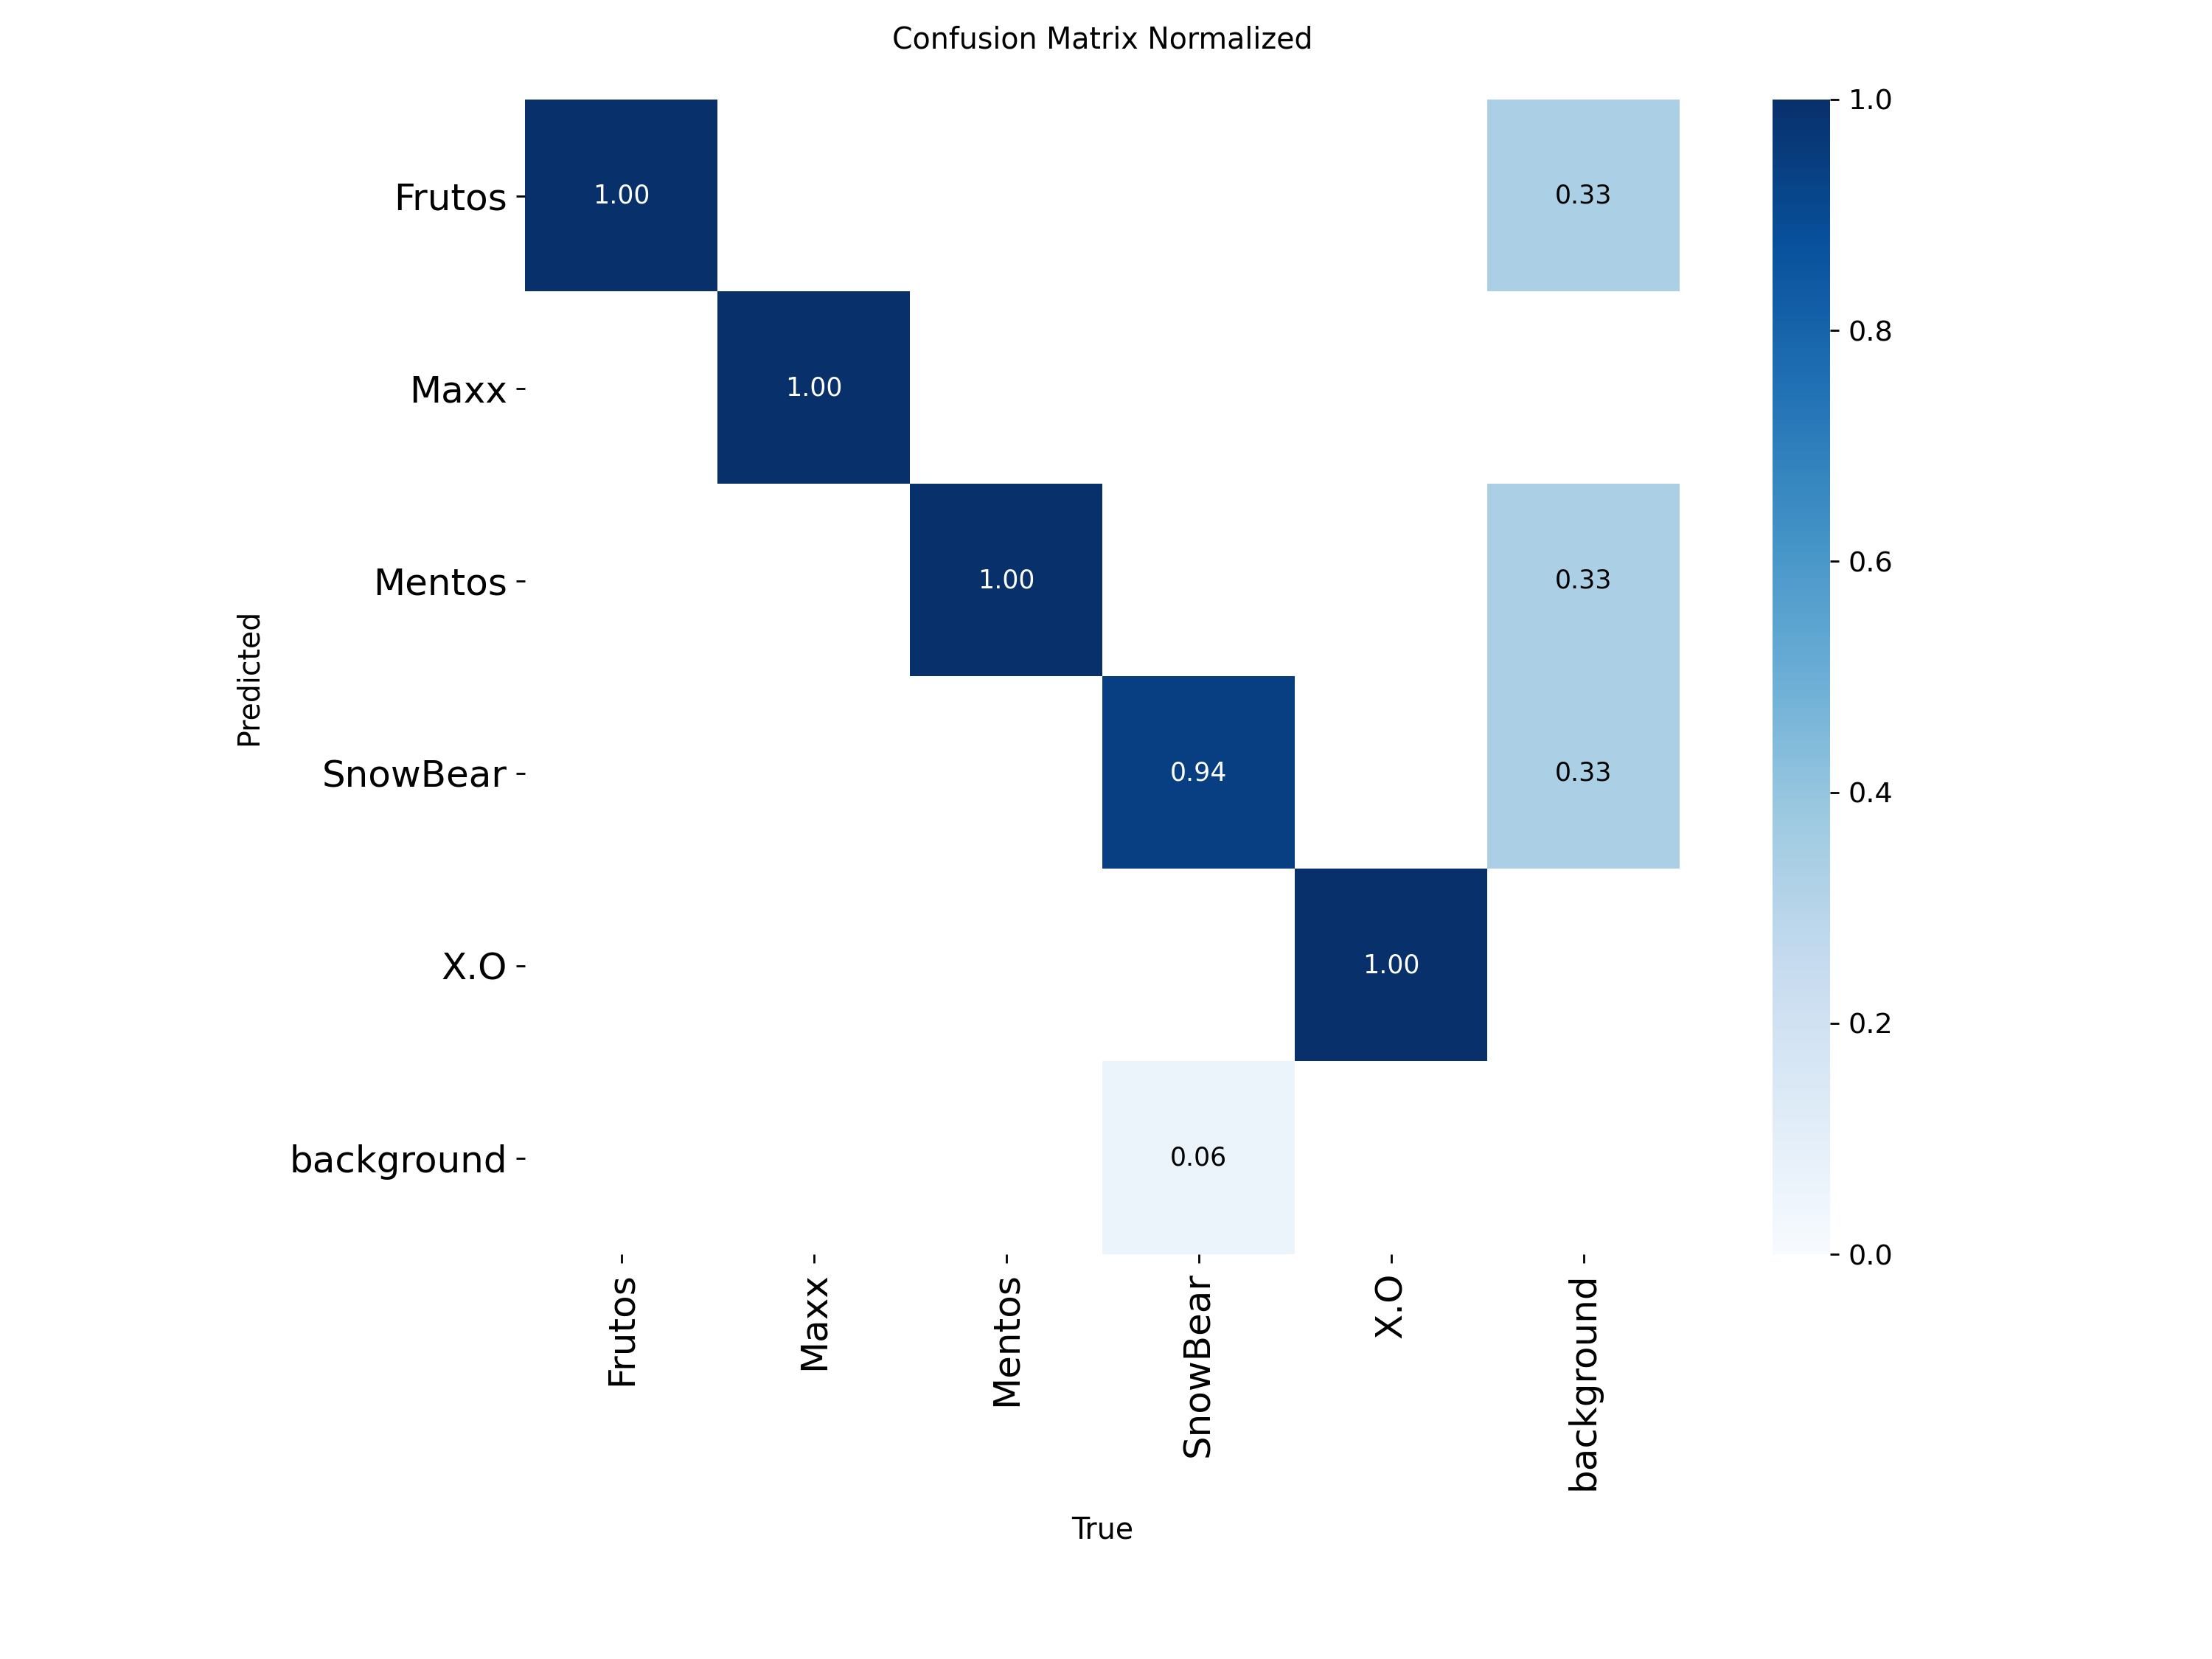 Confusion Matrix Normalized
Frutos
Maxx
Mentos
SnowBear
X.O
background
Predicted
1.00 0.33
1.00
1.00 0.33
0.94 0.33
1.00
0.06
Frutos
Maxx
Mentos
SnowBear
X.O
background
True
1.0
0.8
0.6
0.4
0.2
0.0